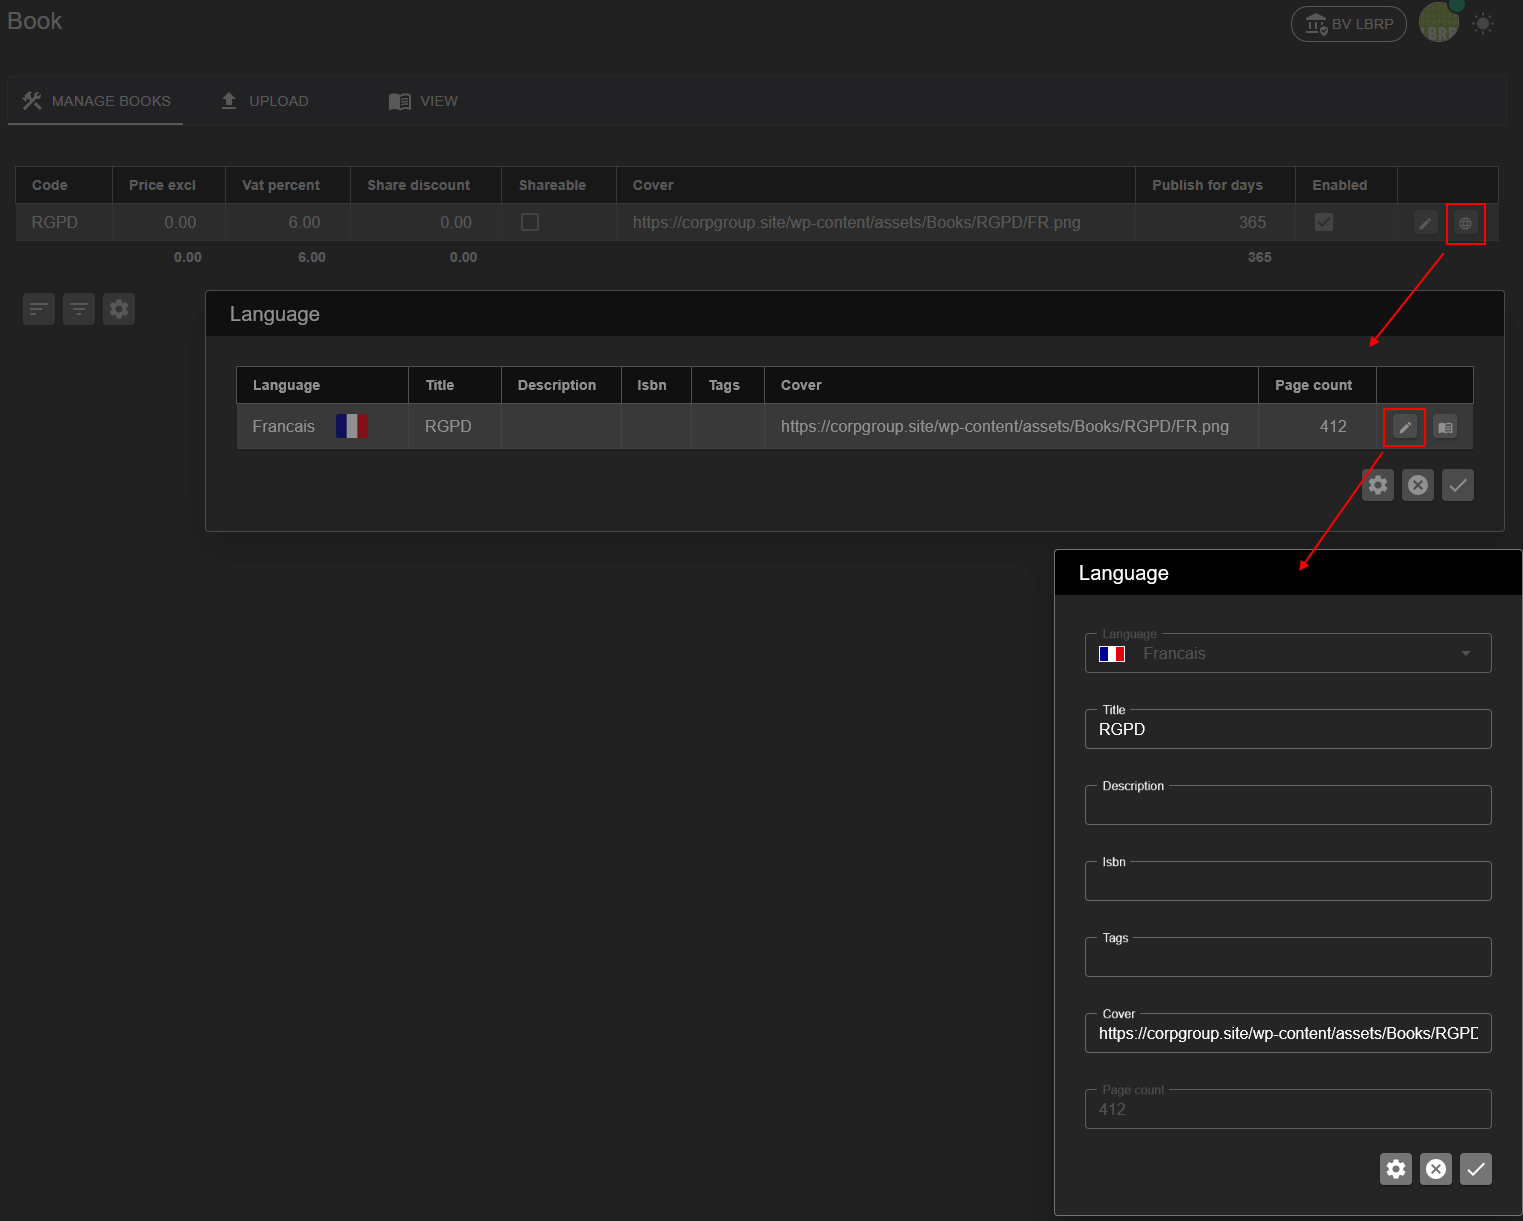 Book
BV LBRP
LBRP
MANAGE BOOKS UPLOAD VIEW
Code Price excl Vat percent Share discount Shareable Cover Publish for days Enabled
RGPD 0.00 6.00 0.00 https://corpgroup.site/wp-content/assets/Books/RGPD/FR.png 365
0.00 6.00 0.00 365
Language
Language Title Description Isbn Tags Cover Page count
Francais RGPD https://corpgroup.site/wp-content/assets/Books/RGPD/FR.png 412
Language
Language
Francais
Title
RGPD
Description
Isbn
Tags
Cover
https://corpgroup.site/wp-content/assets/Books/RGPD
Page count
412